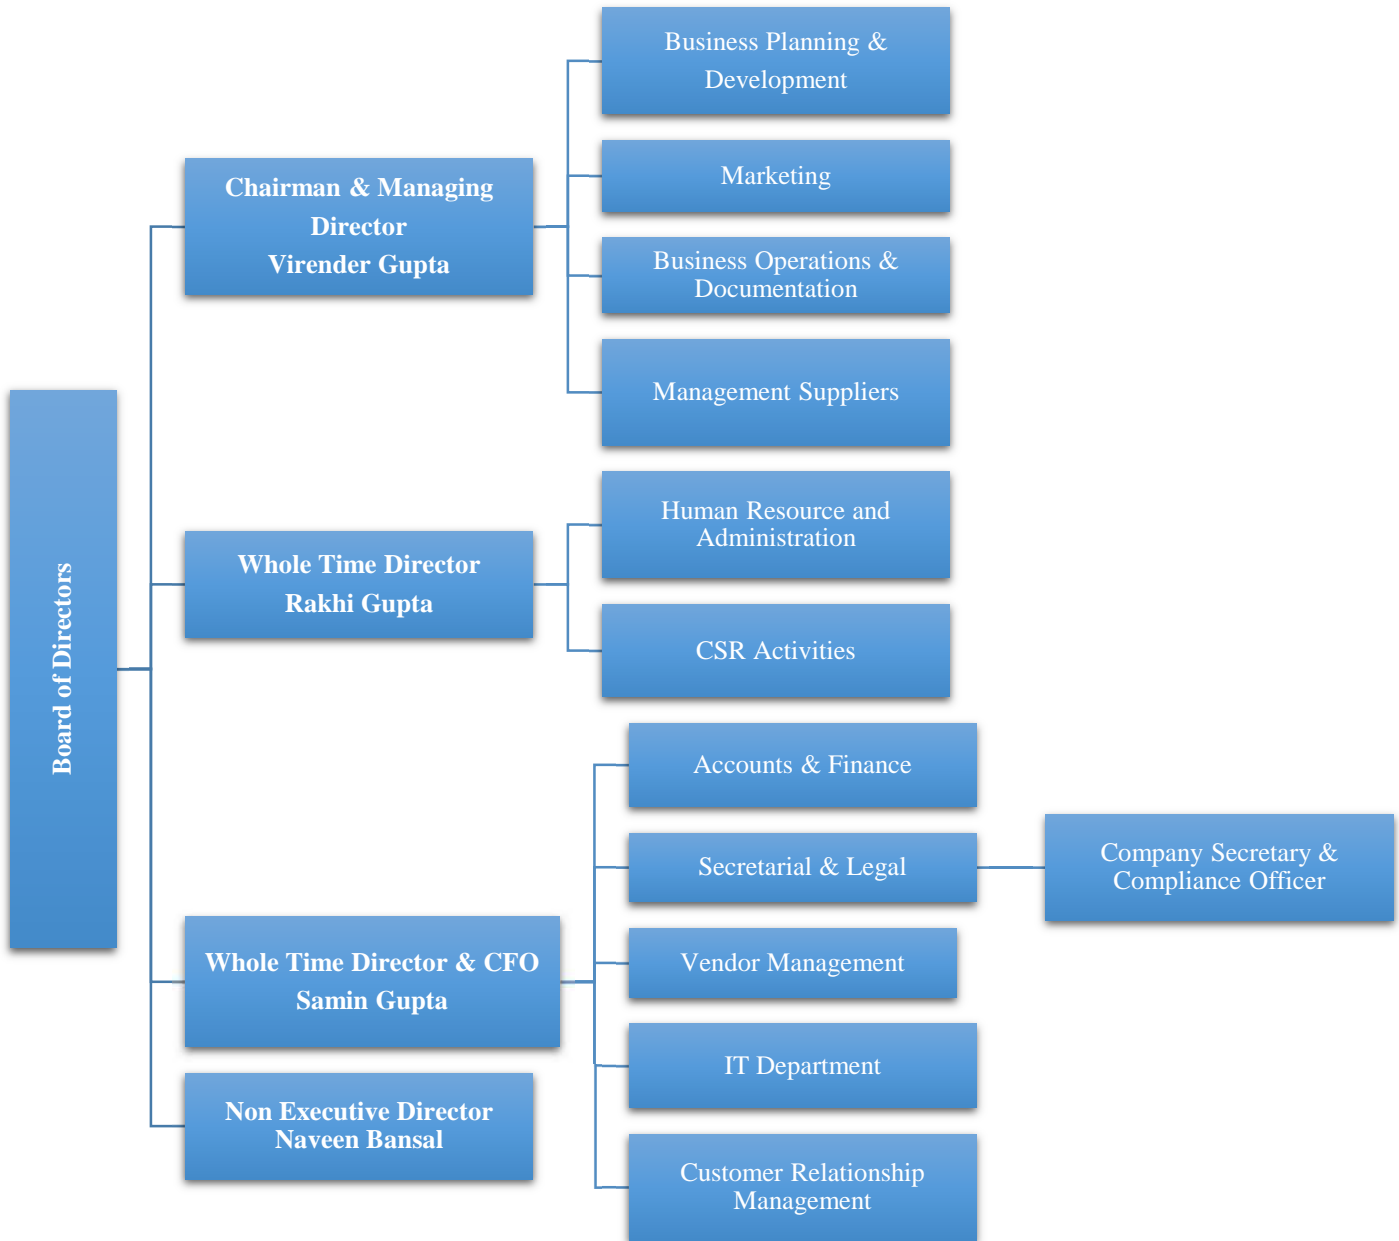 Board of Directors
Chairman & Managing
Director
Virender Gupta
Business Planning &
Development
Marketing
Business Operations &
Documentation
Management Suppliers
Whole Time Director
Rakhi Gupta
Human Resource and
Administration
CSR Activities
Whole Time Director & CFO
Samin Gupta
Accounts & Finance
Secretarial & Legal
Company Secretary &
Compliance Officer
Vendor Management
IT Department
Customer Relationship
Management
Non Executive Director
Naveen Bansal